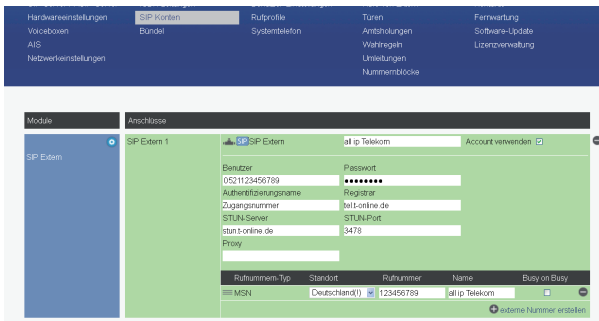 Hardwareeinstellungen SIP Konten Rufprofile Türen Fernwartung
Voiceboxen Bündel Systemtelefon Amtsholungen Software-Update
AIS Wahlregeln Lizenzverwaltung
Netzwerkeinstellungen Umleitungen
Nummernblöcke
Module Anschlüsse
SIP Extern SIP Extern 1 SIP SIP Extern all ip Telekom Account verwenden
Benutzer Passwort
0521123456789 ●●●●●●●●
Authentifizierungsname Registrar
Zugangsnummer tel.t-online.de
STUN-Server STUN-Port
stun.t-online.de 3478
Proxy
Rufnummern-Typ Standort Rufnummer Name Busy on Busy
MSN Deutschland(!) 123456789 all ip Telekom
externe Nummer erstellen